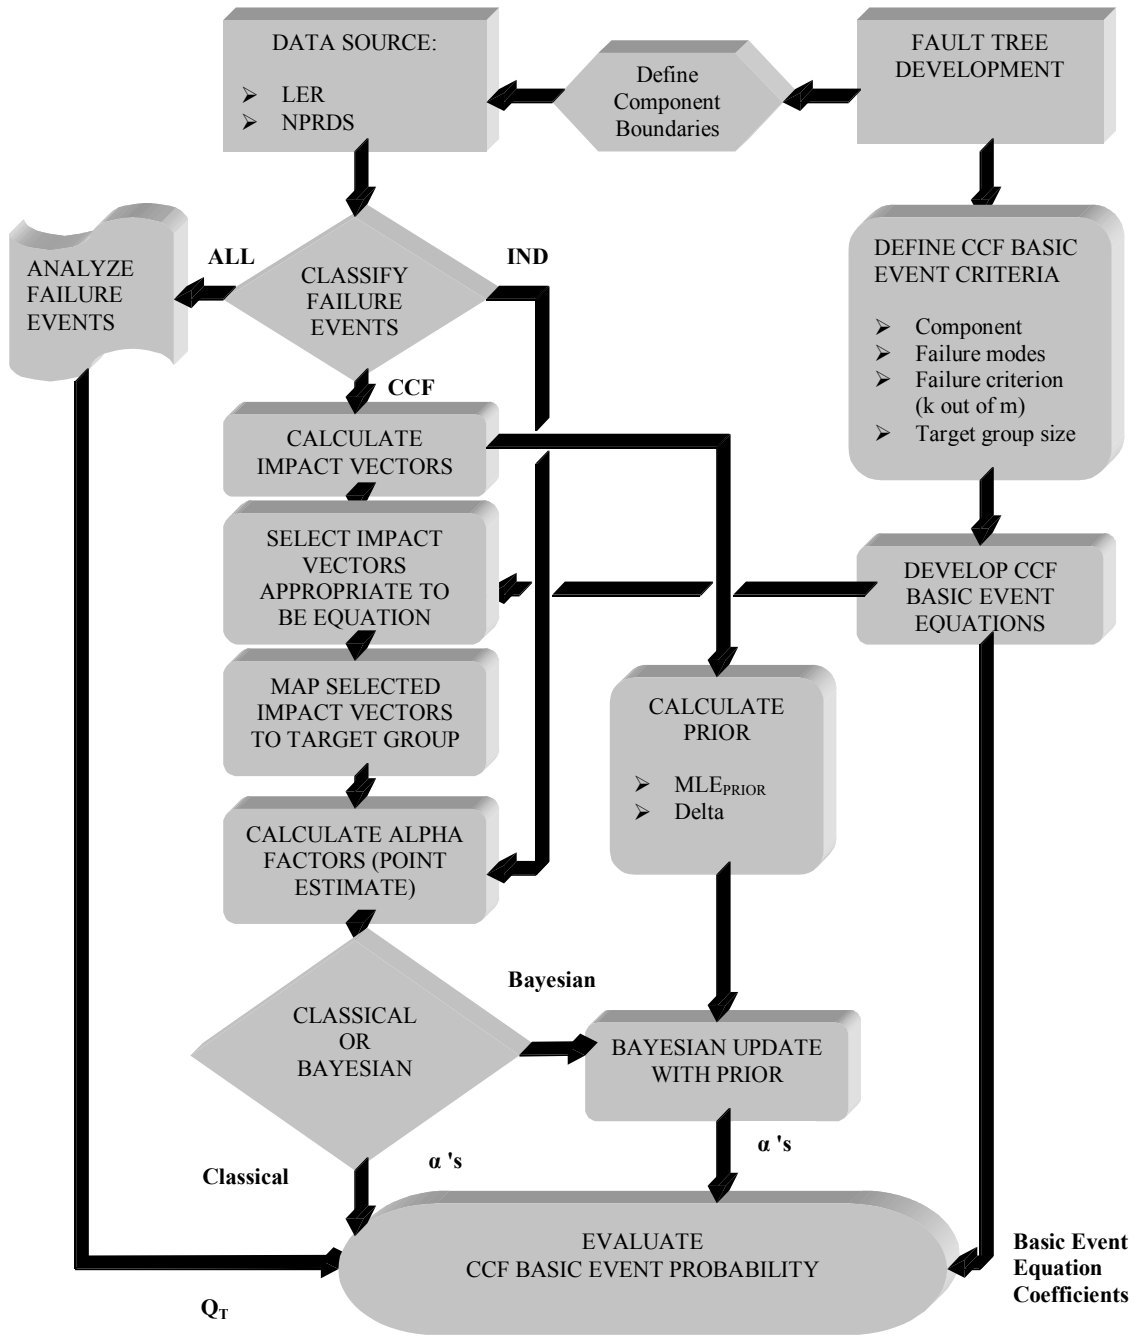 DATA SOURCE:
➢ LER
➢ NPRDS
Define
Component
Boundaries
FAULT TREE
DEVELOPMENT
ANALYZE
FAILURE
EVENTS
ALL
CLASSIFY
FAILURE
EVENTS
IND
CCF
DEFINE CCF BASIC
EVENT CRITERIA
➢ Component
➢ Failure modes
➢ Failure criterion
(k out of m)
➢ Target group size
CALCULATE
IMPACT VECTORS
SELECT IMPACT
VECTORS
APPROPRIATE TO
BE EQUATION
DEVELOP CCF
BASIC EVENT
EQUATIONS
MAP SELECTED
IMPACT VECTORS
TO TARGET GROUP
CALCULATE
PRIOR
➢ MLEPRIOR
➢ Delta
CALCULATE ALPHA
FACTORS (POINT
ESTIMATE)
CLASSICAL
OR
BAYESIAN
Bayesian
BAYESIAN UPDATE
WITH PRIOR
Classical
α 's
α 's
EVALUATE
CCF BASIC EVENT PROBABILITY
QT
Basic Event
Equation
Coefficients